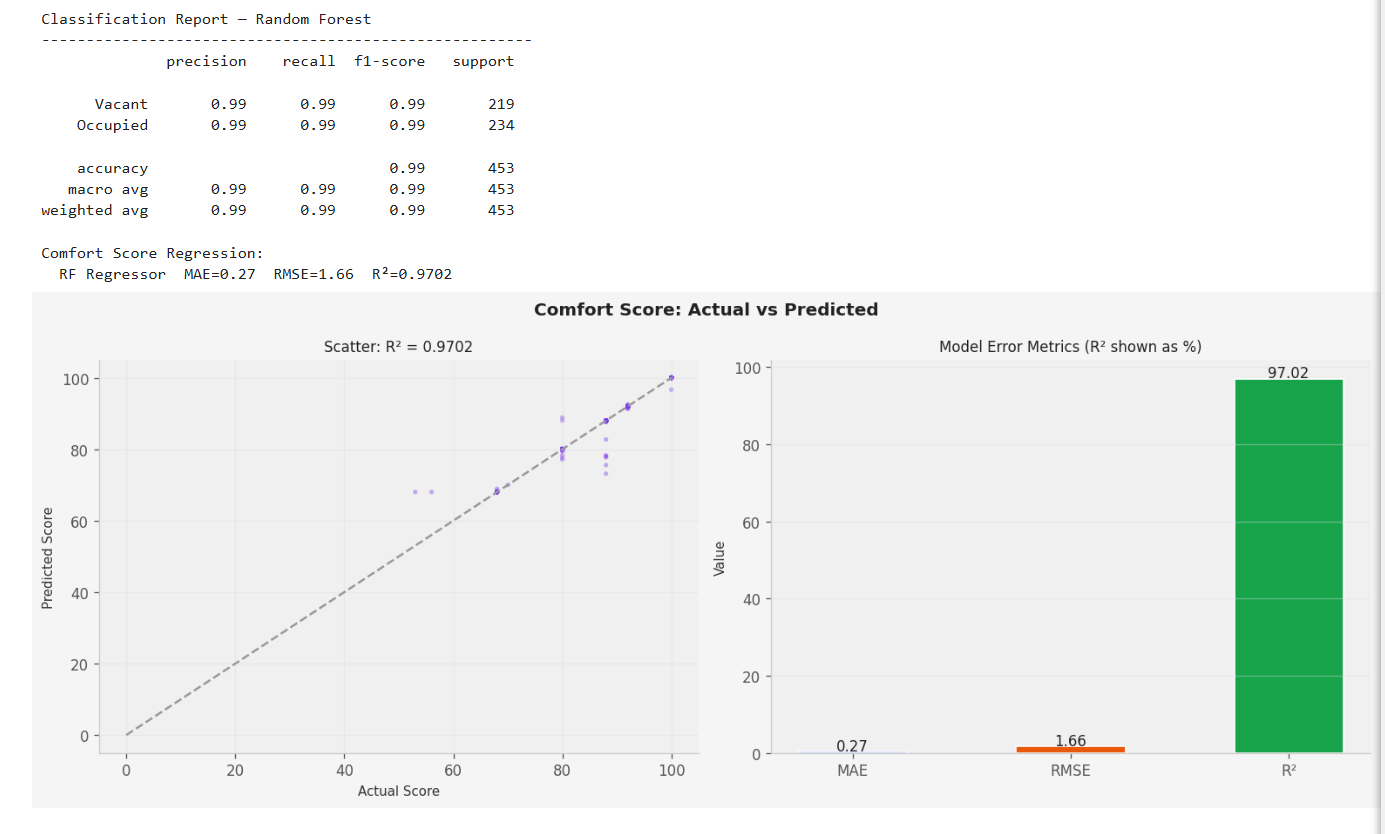 Classification Report — Random Forest
-------------------------------------------------------
precision recall f1-score support
Vacant 0.99 0.99 0.99 219
Occupied 0.99 0.99 0.99 234
accuracy 0.99 453
macro avg 0.99 0.99 0.99 453
weighted avg 0.99 0.99 0.99 453
Comfort Score Regression:
RF Regressor MAE=0.27 RMSE=1.66 R²=0.9702
Comfort Score: Actual vs Predicted
Scatter: R² = 0.9702
100
80
60
40
20
0
Predicted Score
0 20 40 60 80 100
Actual Score
Model Error Metrics (R² shown as %)
100
80
60
40
20
0
Value
0.27
1.66
97.02
MAE RMSE R²